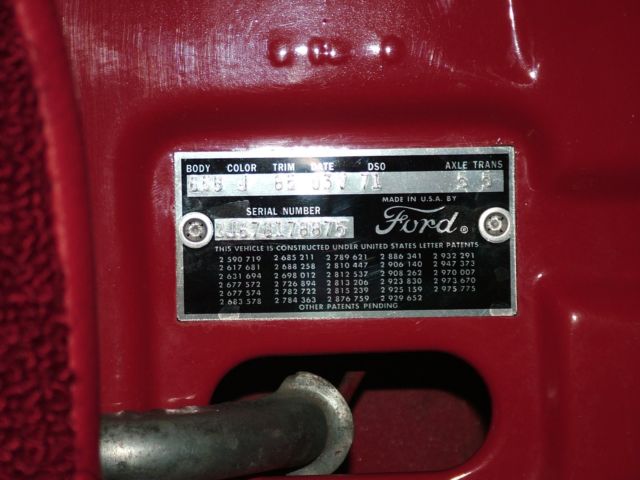 BODY COLOR TRIM DATE DSO AXLE TRANS
J 03J 71 5 5
MADE IN U.S.A. BY
SERIAL NUMBER
Ford ®
THIS VEHICLE IS CONSTRUCTED UNDER UNITED STATES LETTER PATENTS
2 590 719 2 685 211 2 789 621 2 886 341 2 932 291
2 617 681 2 688 258 2 810 447 2 906 140 2 947 373
2 631 694 2 698 012 2 812 537 2 908 262 2 970 007
2 677 572 2 726 894 2 813 206 2 923 830 2 973 670
2 677 574 2 782 722 2 815 239 2 925 159 2 975 775
2 683 578 2 784 363 2 876 759 2 929 652
OTHER PATENTS PENDING